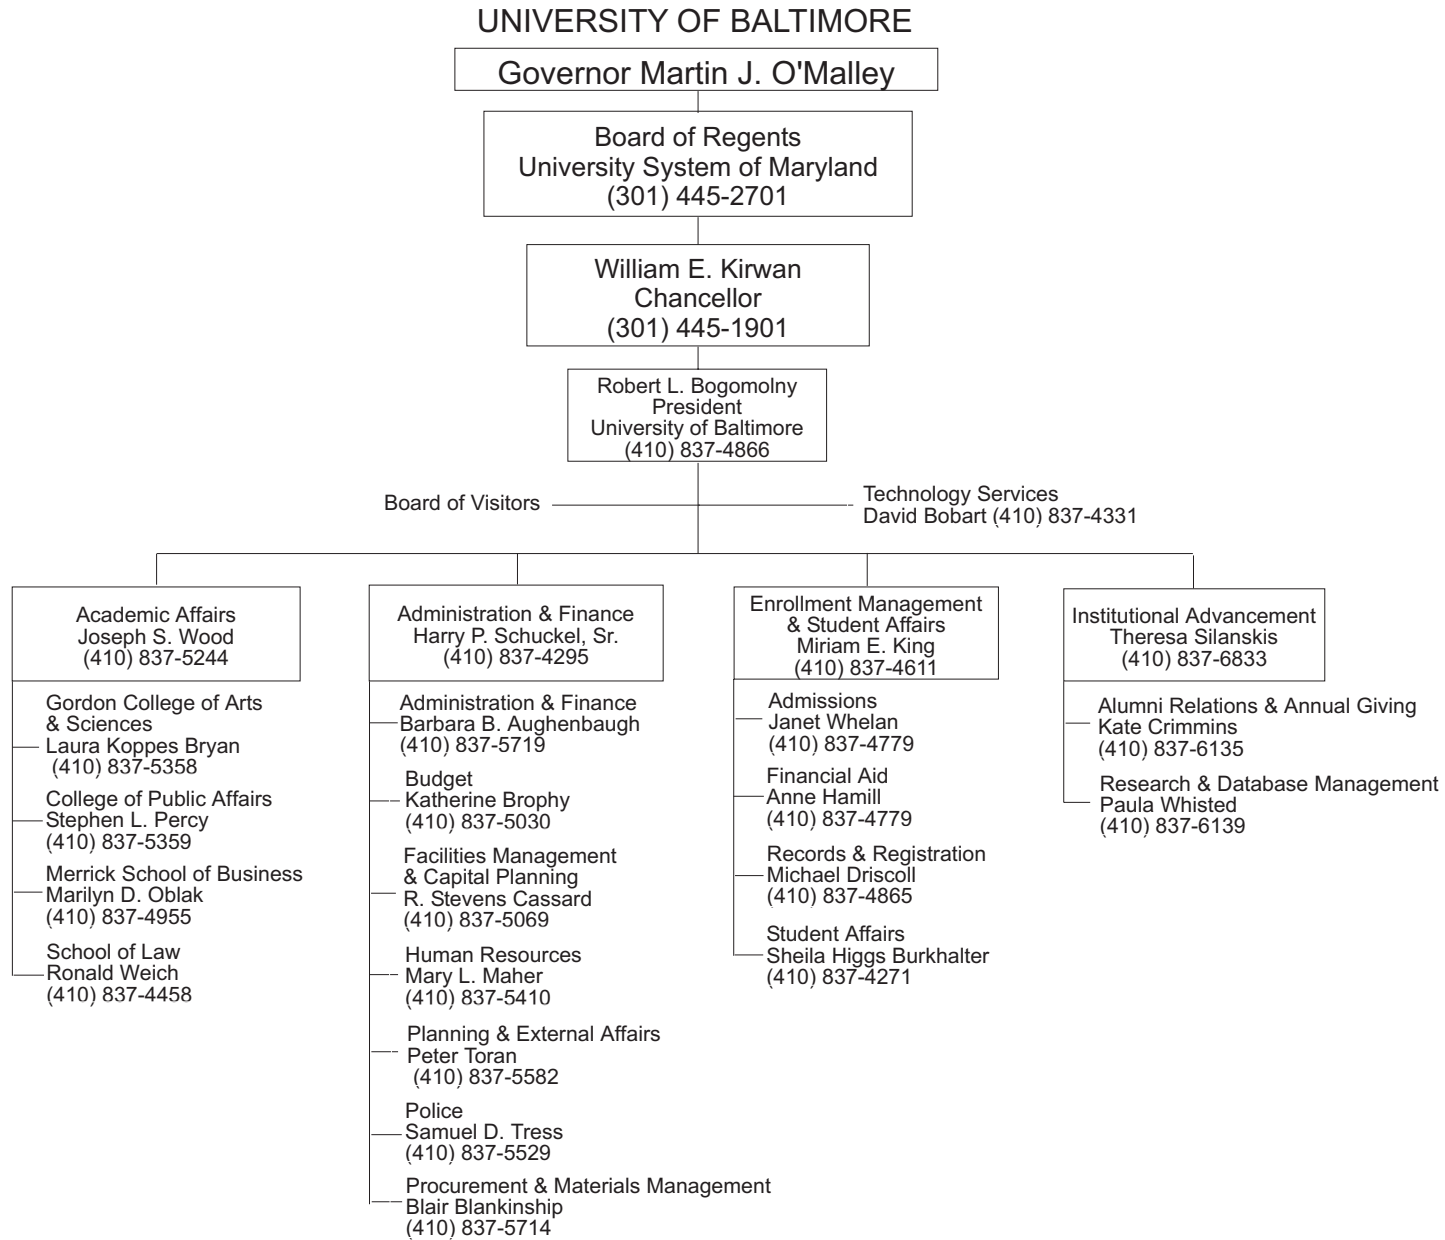 UNIVERSITY OF BALTIMORE
Governor Martin J. O'Malley
Board of Regents
University System of Maryland
(301) 445-2701
William E. Kirwan
Chancellor
(301) 445-1901
Robert L. Bogomolny
President
University of Baltimore
(410) 837-4866
Board of Visitors
Technology Services
David Bobart (410) 837-4331
Academic Affairs
Joseph S. Wood
(410) 837-5244
Gordon College of Arts
& Sciences
Laura Koppes Bryan
(410) 837-5358
College of Public Affairs
Stephen L. Percy
(410) 837-5359
Merrick School of Business
Marilyn D. Oblak
(410) 837-4955
School of Law
Ronald Weich
(410) 837-4458
Administration & Finance
Harry P. Schuckel, Sr.
(410) 837-4295
Administration & Finance
Barbara B. Aughenbaugh
(410) 837-5719
Budget
Katherine Brophy
(410) 837-5030
Facilities Management
& Capital Planning
R. Stevens Cassard
(410) 837-5069
Human Resources
Mary L. Maher
(410) 837-5410
Planning & External Affairs
Peter Toran
(410) 837-5582
Police
Samuel D. Tress
(410) 837-5529
Procurement & Materials Management
Blair Blankinship
(410) 837-5714
Enrollment Management
& Student Affairs
Miriam E. King
(410) 837-4611
Admissions
Janet Whelan
(410) 837-4779
Financial Aid
Anne Hamill
(410) 837-4779
Records & Registration
Michael Driscoll
(410) 837-4865
Student Affairs
Sheila Higgs Burkhalter
(410) 837-4271
Institutional Advancement
Theresa Silanskis
(410) 837-6833
Alumni Relations & Annual Giving
Kate Crimmins
(410) 837-6135
Research & Database Management
Paula Whisted
(410) 837-6139